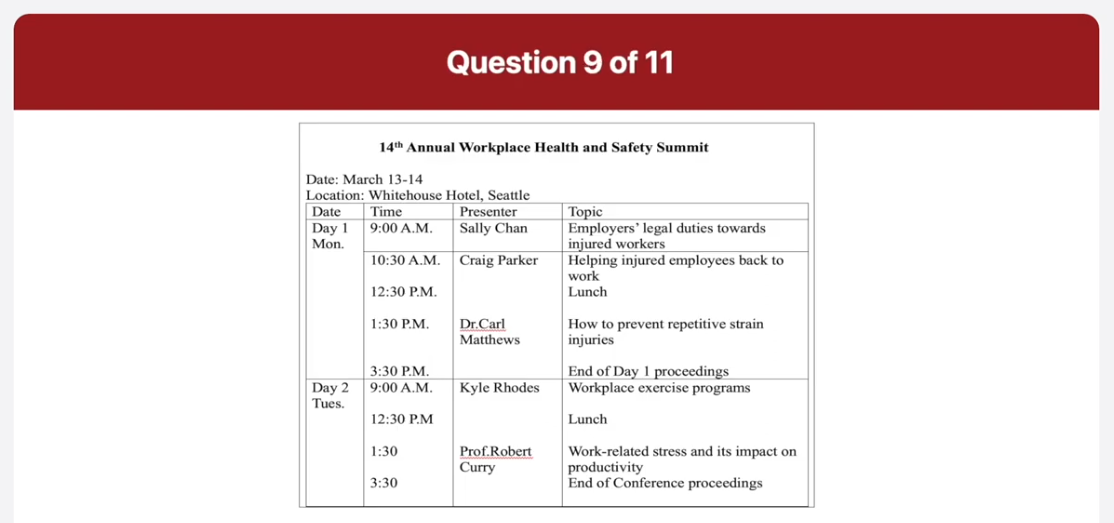 Question 9 of 11
14th Annual Workplace Health and Safety Summit
Date: March 13-14
Location: Whitehouse Hotel, Seattle
Date Time Presenter Topic
Day 1 9:00 A.M. Sally Chan Employers' legal duties towards
Mon. injured workers
10:30 A.M. Craig Parker Helping injured employees back to
work
12:30 P.M. Lunch
1:30 P.M. Dr.Carl How to prevent repetitive strain
Matthews injuries
3:30 P.M. End of Day 1 proceedings
Day 2 9:00 A.M. Kyle Rhodes Workplace exercise programs
Tues.
12:30 P.M Lunch
1:30 Prof.Robert Work-related stress and its impact on
Curry productivity
3:30 End of Conference proceedings